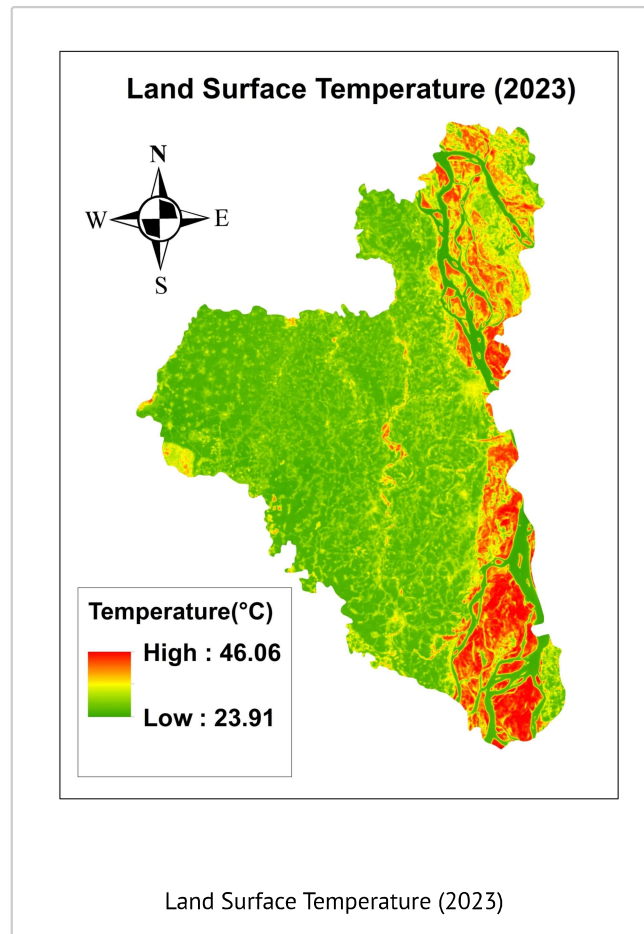 Land Surface Temperature (2023)
N
W E
S
Temperature(°C)
High : 46.06
Low : 23.91
Land Surface Temperature (2023)